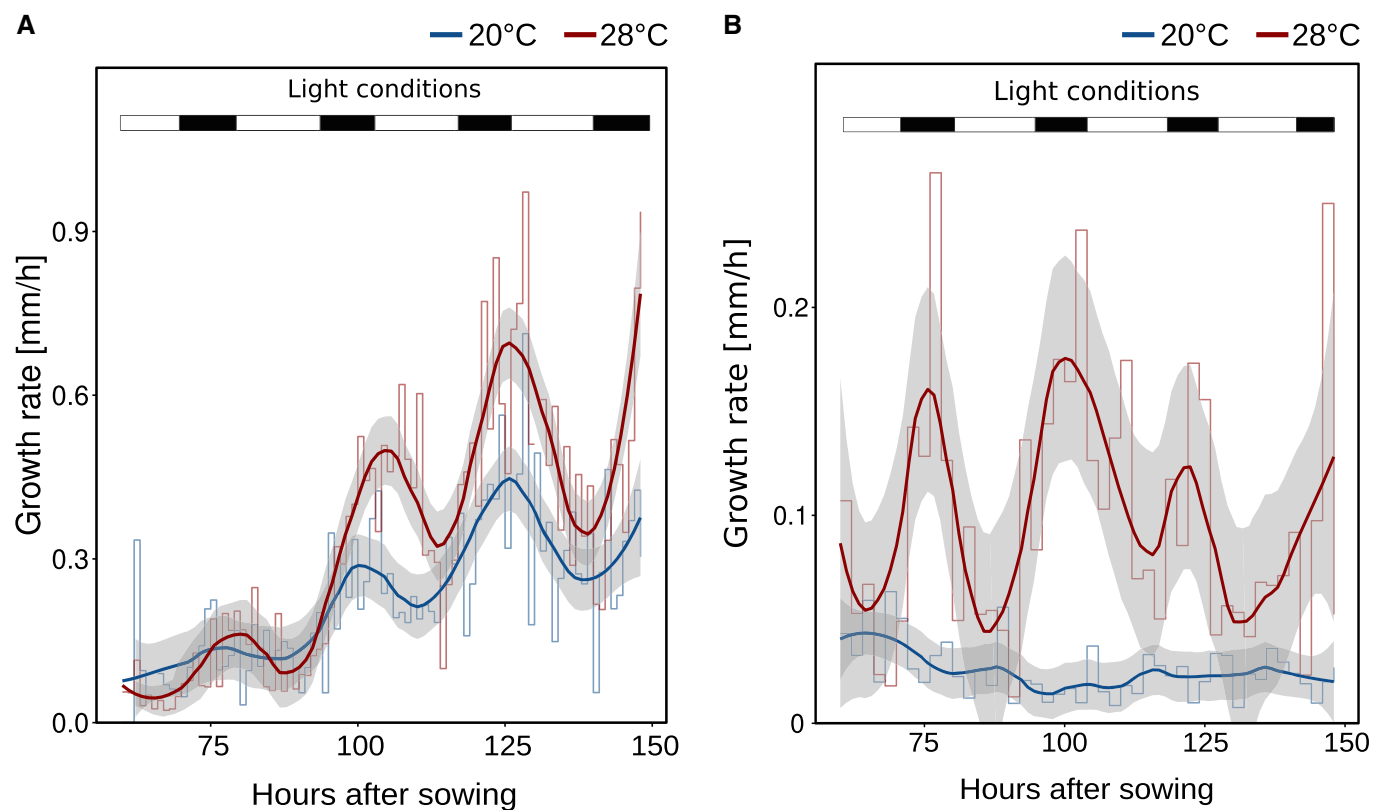 A
20°C 28°C
Light conditions
Growth rate [mm/h]
0.9
0.6
0.3
0.0
75 100 125 150
Hours after sowing
B
20°C 28°C
Light conditions
Growth rate [mm/h]
0.2
0.1
0
75 100 125 150
Hours after sowing